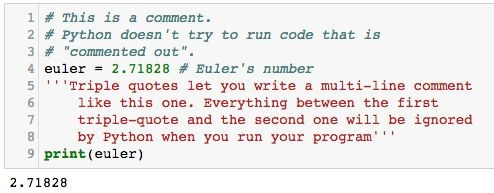 1 # This is a comment.
2 # Python doesn't try to run code that is
3 # "commented out".
4 euler = 2.71828 # Euler's number
5 '''Triple quotes let you write a multi-line comment
6 like this one. Everything between the first
7 triple-quote and the second one will be ignored
8 by Python when you run your program'''
9 print(euler)
2.71828